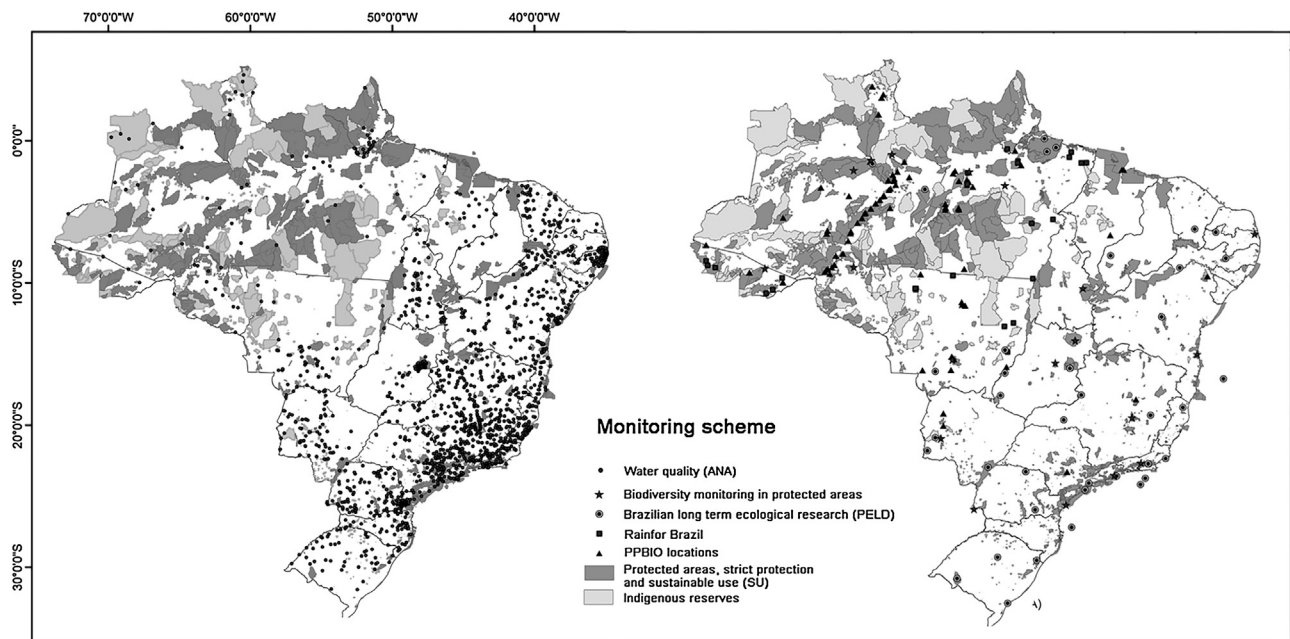 70°0'0"W 60°0'0"W 50°0'0"W 40°0'0"W
0°0'0"
10°0'0"S
20°0'0"S
30°0'0"S
Monitoring scheme
Water quality (ANA)
Biodiversity monitoring in protected areas
Brazilian long term ecological research (PELD)
Rainfor Brazil
PPBIO locations
Protected areas, strict protection
and sustainable use (SU)
Indigenous reserves
A)